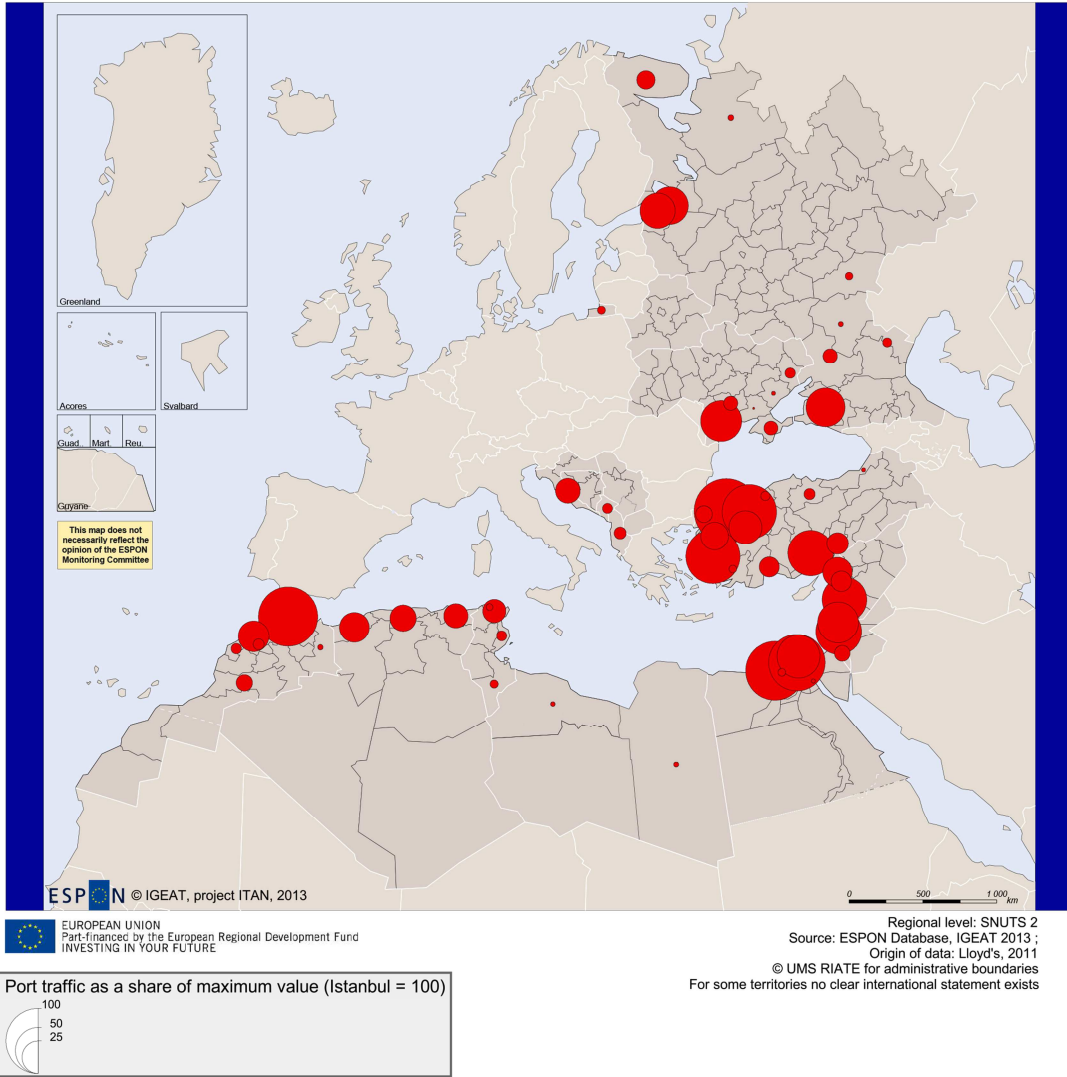 Greenland
Acores
Svalbard
Guad.
Mart.
Reu.
Guyane
This map does not
necessarily reflect the
opinion of the ESPON
Monitoring Committee
ESPON © IGEAT, project ITAN, 2013
0 500 1 000
km
EUROPEAN UNION
Part-financed by the European Regional Development Fund
INVESTING IN YOUR FUTURE
Regional level: SNUTS 2
Source: ESPON Database, IGEAT 2013 ;
Origin of data: Lloyd's, 2011
© UMS RIATE for administrative boundaries
For some territories no clear international statement exists
Port traffic as a share of maximum value (Istanbul = 100)
100
50
25